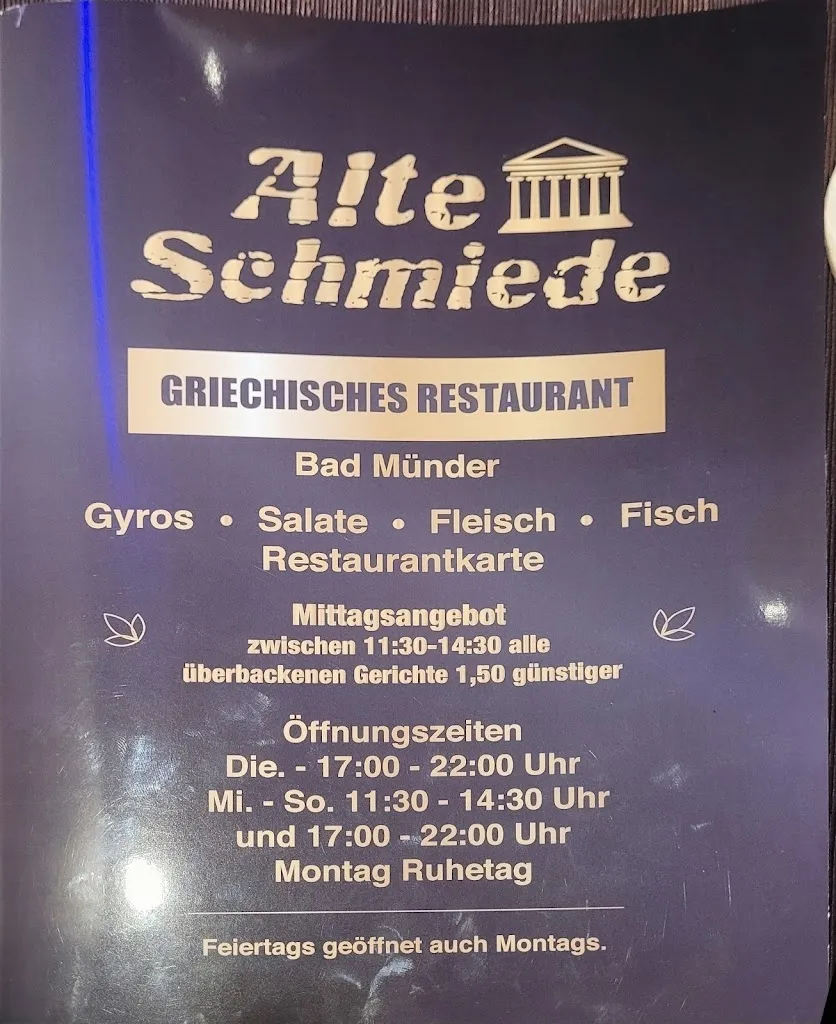 Alte
Schmiede
GRIECHISCHES RESTAURANT
Bad Münder
Gyros • Salate • Fleisch • Fisch
Restaurantkarte
Mittagsangebot
zwischen 11:30-14:30 alle
überbackenen Gerichte 1,50 günstiger
Öffnungszeiten
Die. - 17:00 - 22:00 Uhr
Mi. - So. 11:30 - 14:30 Uhr
und 17:00 - 22:00 Uhr
Montag Ruhetag
Feiertags geöffnet auch Montags.